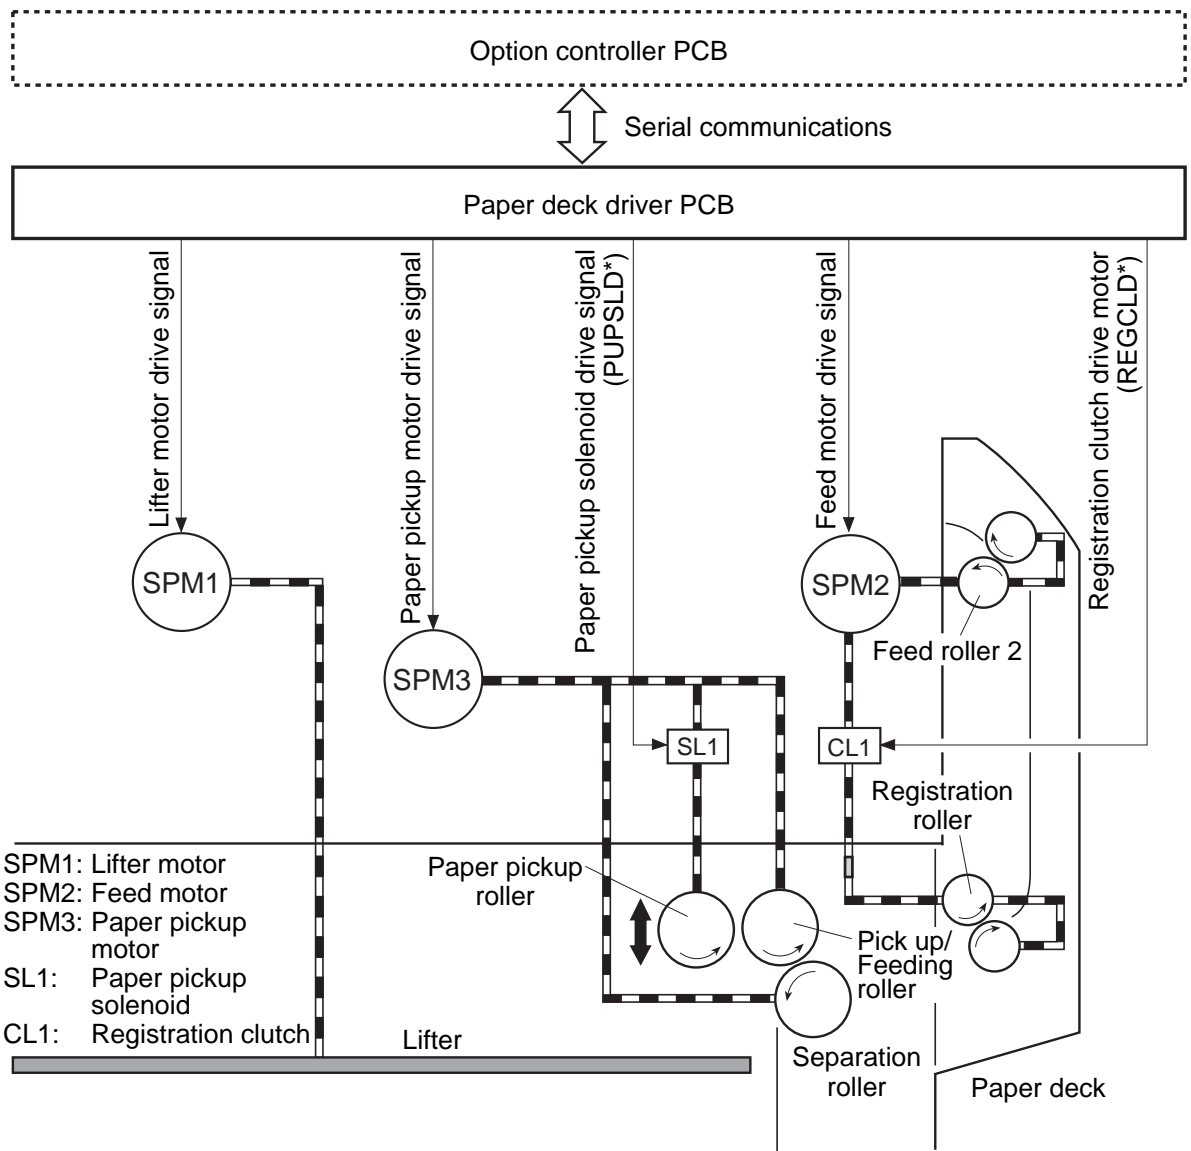 Option controller PCB
Serial communications
Paper deck driver PCB
Lifter motor drive signal
Paper pickup motor drive signal
Paper pickup solenoid drive signal
(PUPSLD*)
Feed motor drive signal
Registration clutch drive motor
(REGCLD*)
SPM1
SPM2
SPM3
Feed roller 2
SL1
CL1
Registration
roller
Paper pickup
roller
Pick up/
Feeding
roller
SPM1: Lifter motor
SPM2: Feed motor
SPM3: Paper pickup
motor
SL1: Paper pickup
solenoid
CL1: Registration clutch
Lifter
Separation
roller
Paper deck